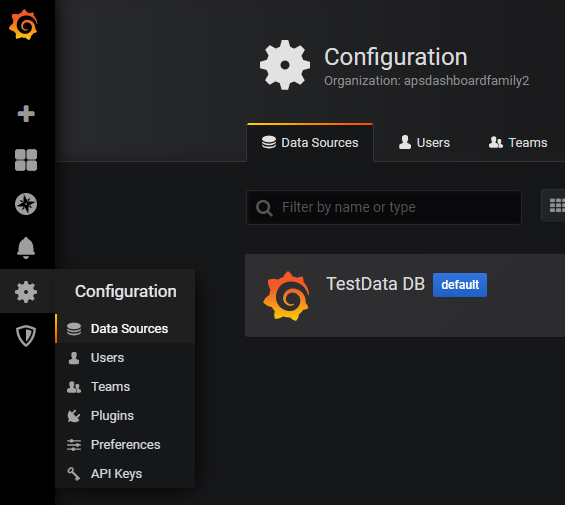 Configuration
Organization: apsdashboardfamily2
Data Sources
Users
Teams
Filter by name or type
TestData DB default
Configuration
Data Sources
Users
Teams
Plugins
Preferences
API Keys